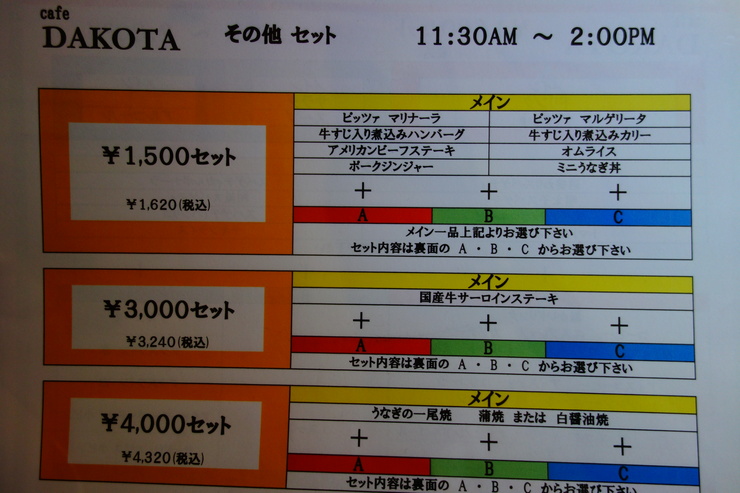 cafe
DAKOTA その他 セット 11:30AM ～ 2:00PM
メイン
ピッツァ マリナーラ ピッツァ マルゲリータ
牛すじ入り煮込みハンバーグ 牛すじ入り煮込みカリー
¥1,500セット アメリカンビーフステーキ オムライス
ポークジンジャー ミニうなぎ丼
¥1,620(税込) + + +
A B C
メイン一品上記よりお選び下さい
セット内容は裏面の A・B・C からお選び下さい
メイン
¥3,000セット 国産牛サーロインステーキ
+ + +
¥3,240(税込) A B C
セット内容は裏面の A・B・C からお選び下さい
メイン
¥4,000セット うなぎの一尾焼 蒲焼 または 白醤油焼
+ + +
¥4,320(税込) A B C
セット内容は裏面の A・B・C からお選び下さい